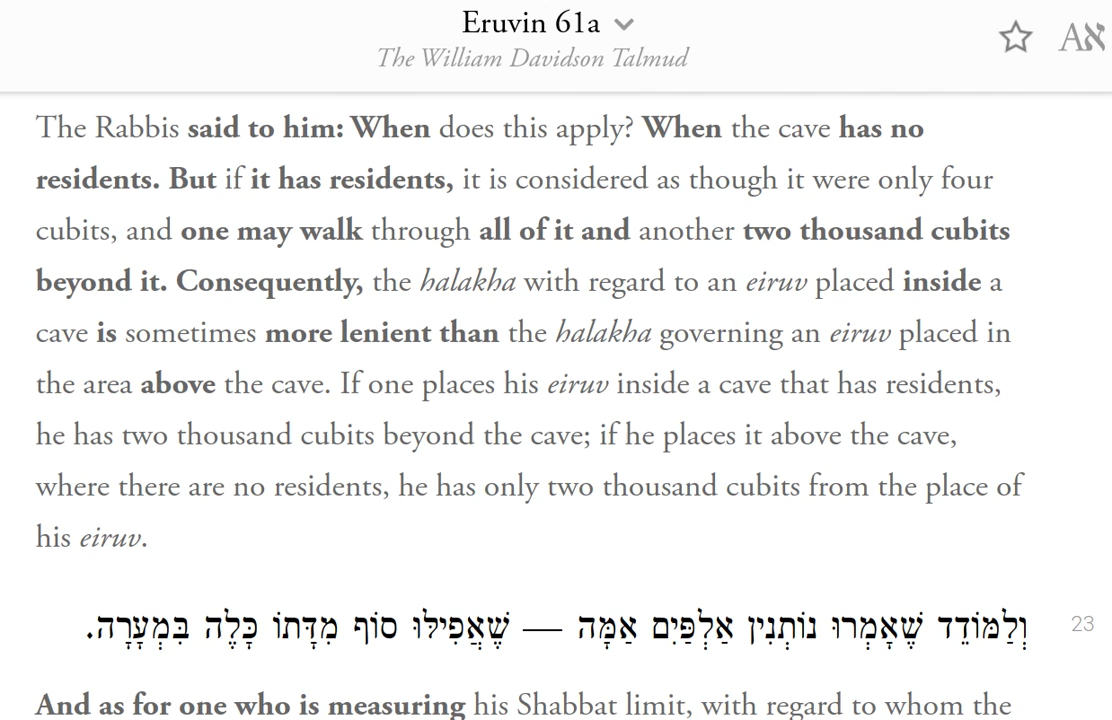 Eruvin 61a
The William Davidson Talmud
Aא
The Rabbis said to him: When does this apply? When the cave has no
residents. But if it has residents, it is considered as though it were only four
cubits, and one may walk through all of it and another two thousand cubits
beyond it. Consequently, the halakha with regard to an eiruv placed inside a
cave is sometimes more lenient than the halakha governing an eiruv placed in
the area above the cave. If one places his eiruv inside a cave that has residents,
he has two thousand cubits beyond the cave; if he places it above the cave,
where there are no residents, he has only two thousand cubits from the place of
his eiruv.
וְלַמּוֹדֵד שֶׁאָמְרוּ נוֹתְנִין אַלְפַּיִם אַמָּה — שֶׁאֲפִילּוּ סוֹף מִדָּתוֹ כָּלֶה בִּמְעָרָה.
23
And as for one who is measuring his Shabbat limit, with regard to whom the